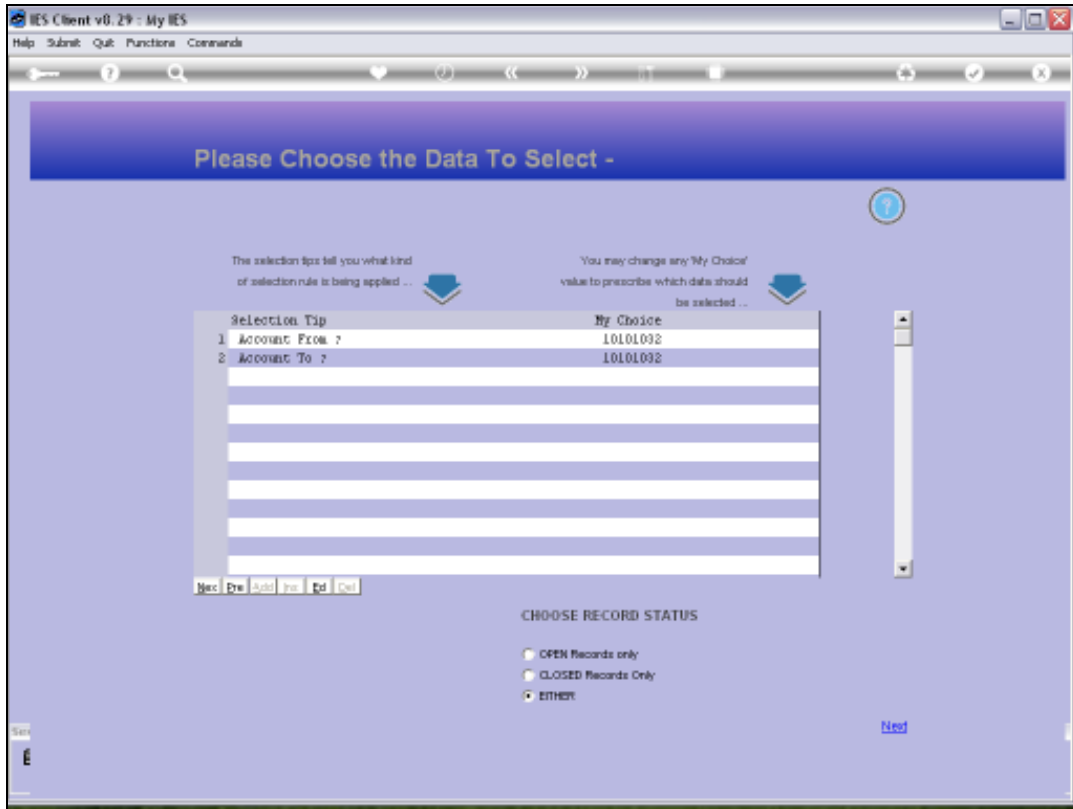 IES Client v0.29 : My IES
Help Submit Quit Functions Commands
Please Choose the Data To Select -
The selection tips tell you what kind
of selection rule is being applied ...
You may change any 'My Choice'
value to prescribe which data should
be selected ...
Selection Tip My Choice
1 Account From ? 10101032
2 Account To ? 10101032
Nex Pre Add Ins Ed Del
CHOOSE RECORD STATUS
OPEN Records only
CLOSED Records Only
EITHER
Next